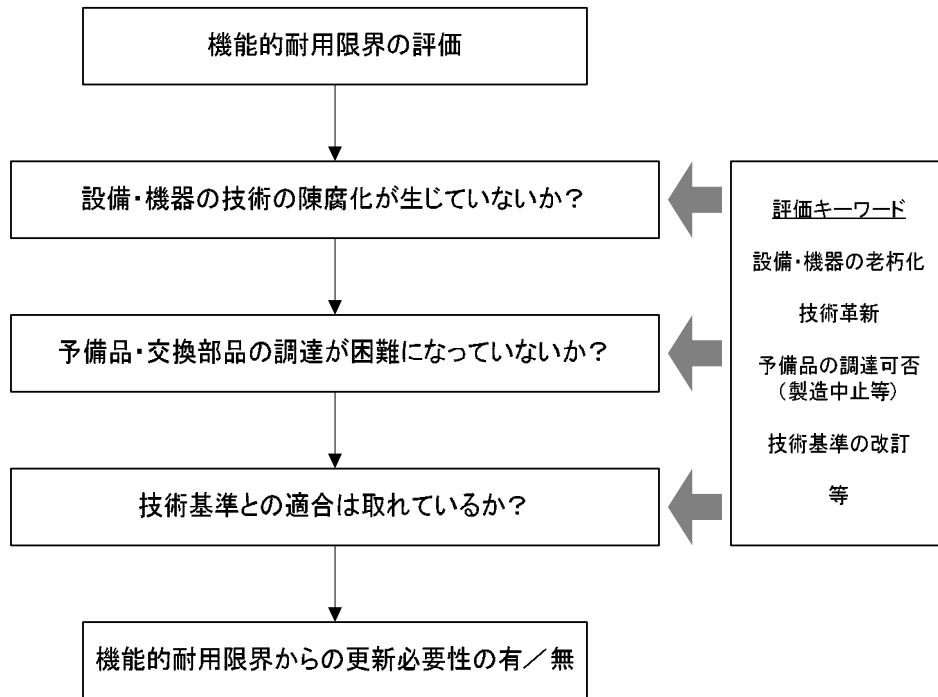 機能的耐用限界の評価
設備・機器の技術の陳腐化が生じていないか？
予備品・交換部品の調達が困難になっていないか？
技術基準との適合は取れているか？
機能的耐用限界からの更新必要性の有／無
評価キーワード
設備・機器の老朽化
技術革新
予備品の調達可否
（製造中止等）
技術基準の改訂
等